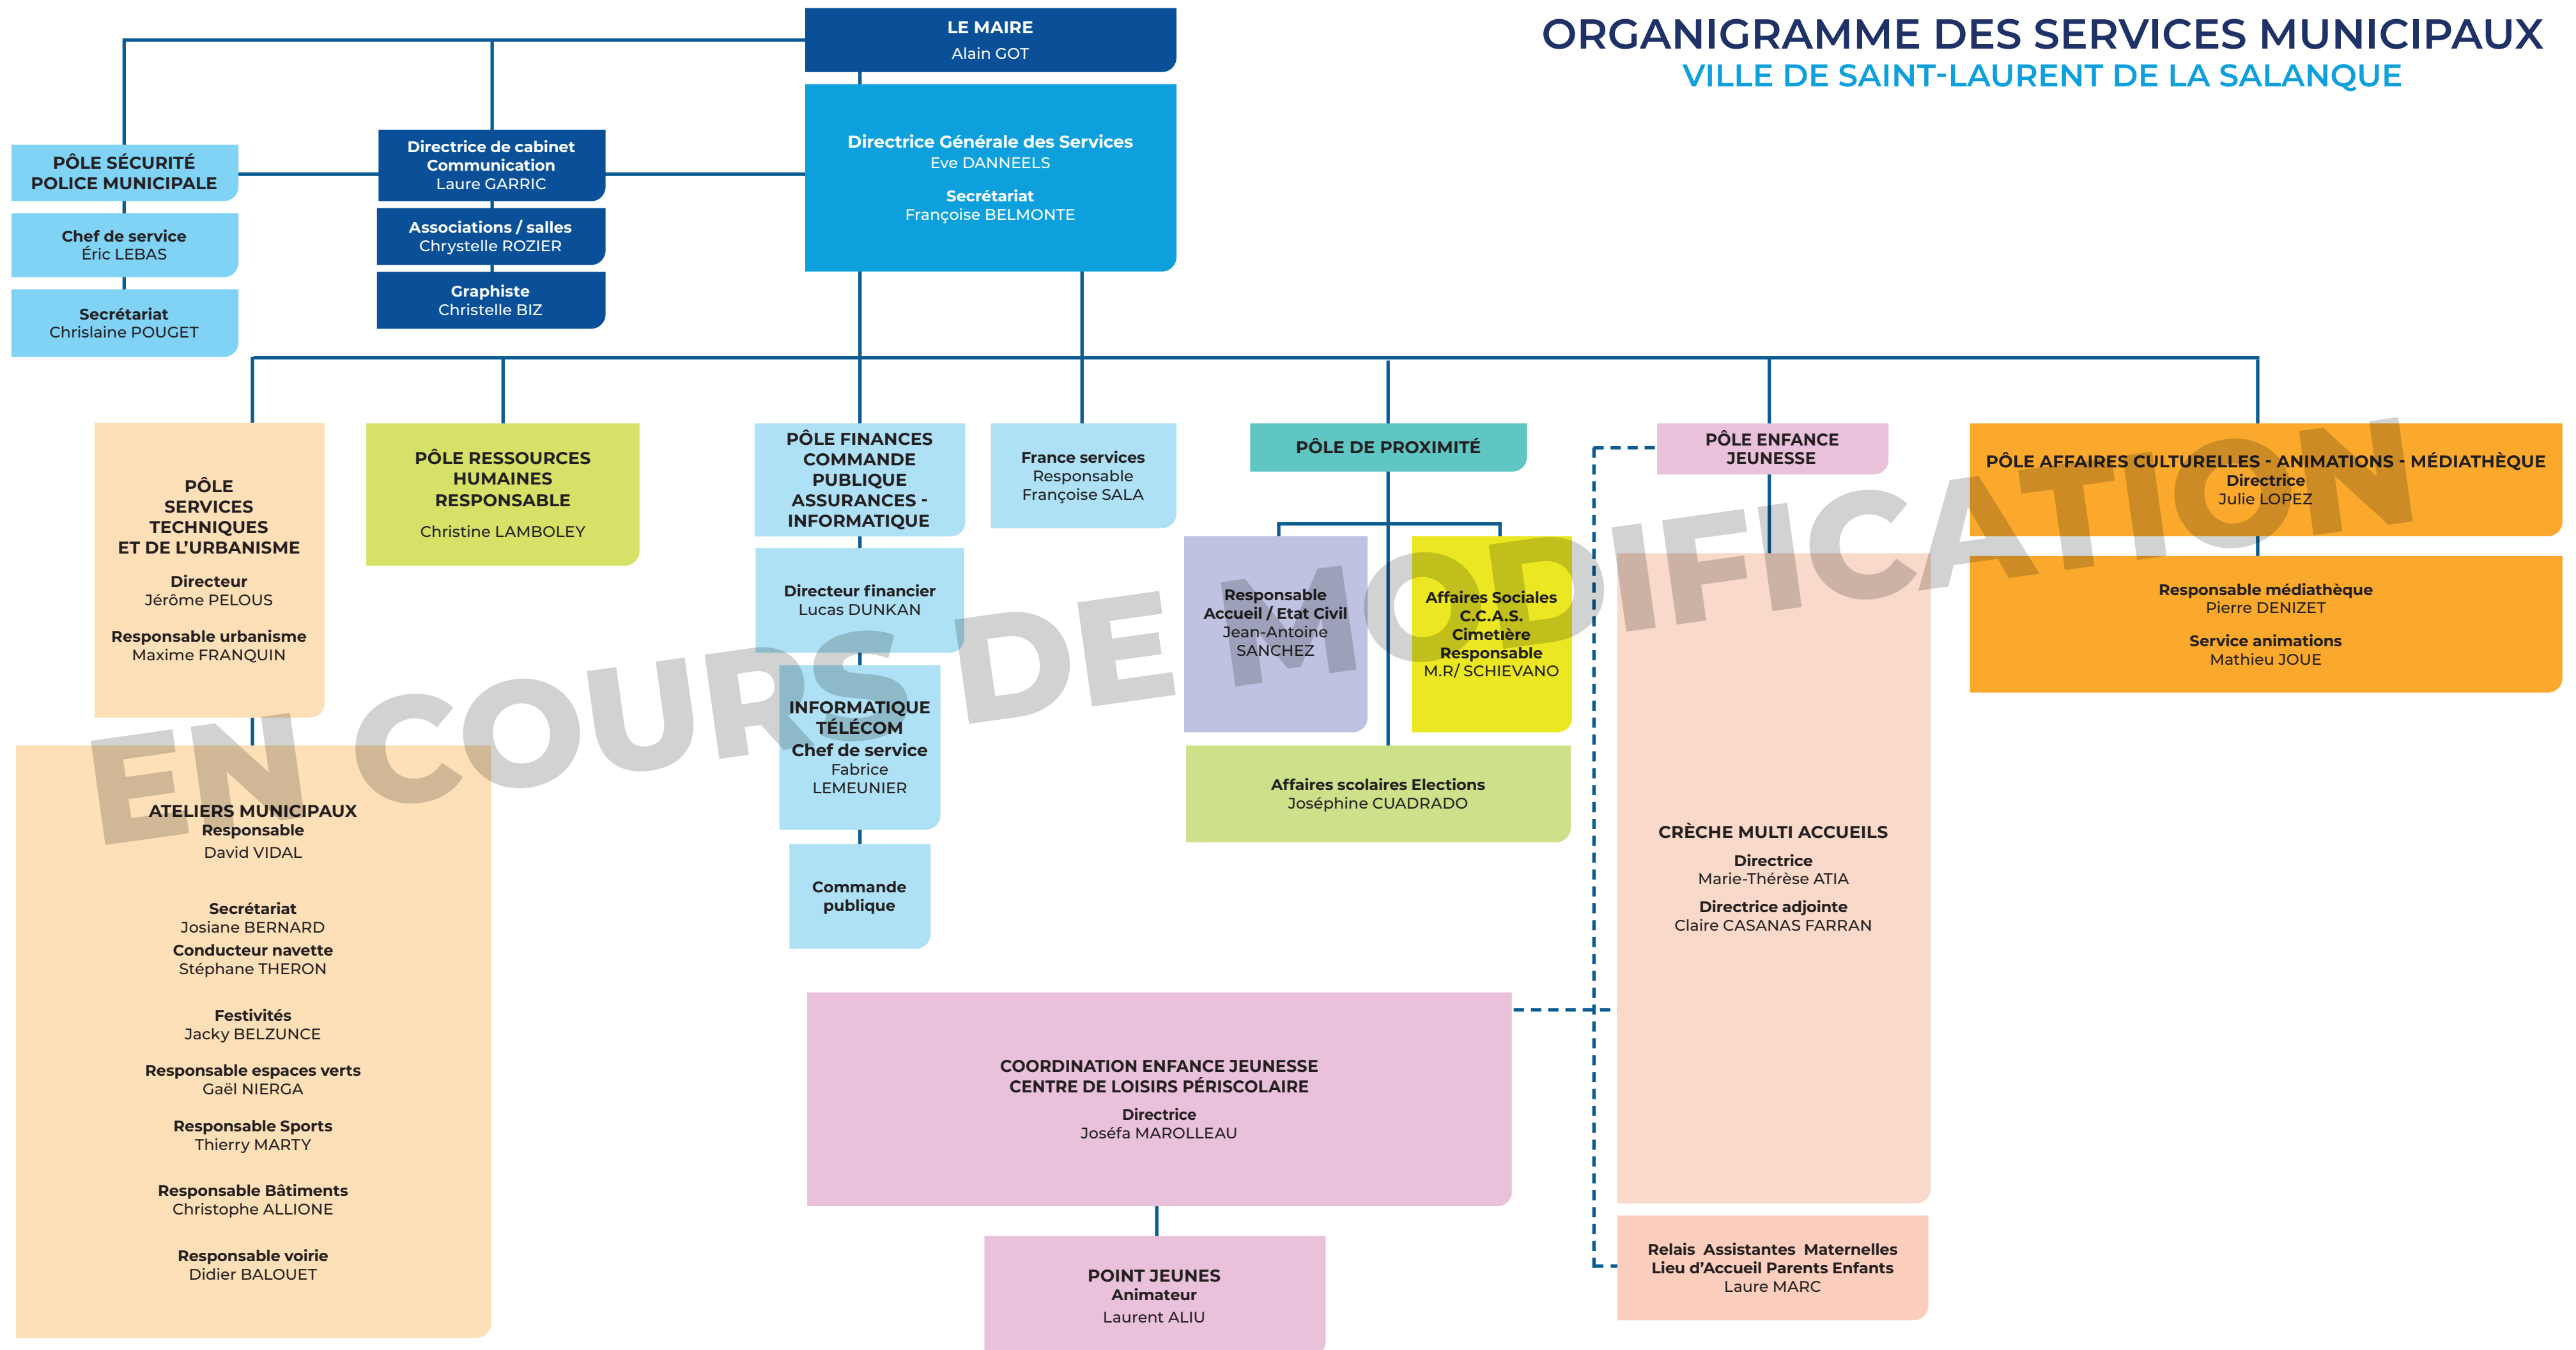 ORGANIGRAMME DES SERVICES MUNICIPAUX
VILLE DE SAINT-LAURENT DE LA SALANQUE
LE MAIRE
Alain GOT
Directrice Générale des Services
Eve DANNEELS
Secrétariat
Françoise BELMONTE
PÔLE SÉCURITÉ
POLICE MUNICIPALE
Chef de service
Éric LEBAS
Secrétariat
Chrislaine POUGET
Directrice de cabinet
Communication
Laure GARRIC
Associations / salles
Chrystelle ROZIER
Graphiste
Christelle BIZ
PÔLE
SERVICES
TECHNIQUES
ET DE L’URBANISME
Directeur
Jérôme PELOUS
Responsable urbanisme
Maxime FRANQUIN
ATELIERS MUNICIPAUX
Responsable
David VIDAL
Secrétariat
Josiane BERNARD
Conducteur navette
Stéphane THERON
Festivités
Jacky BELZUNCE
Responsable espaces verts
Gaël NIERGA
Responsable Sports
Thierry MARTY
Responsable Bâtiments
Christophe ALLIONE
Responsable voirie
Didier BALOUET
PÔLE RESSOURCES
HUMAINES
RESPONSABLE
Christine LAMBOLEY
PÔLE FINANCES
COMMANDE
PUBLIQUE
ASSURANCES -
INFORMATIQUE
Directeur financier
Lucas DUNKAN
INFORMATIQUE
TÉLÉCOM
Chef de service
Fabrice
LEMEUNIER
Commande
publique
France services
Responsable
Françoise SALA
PÔLE DE PROXIMITÉ
Responsable
Accueil / Etat Civil
Jean-Antoine
SANCHEZ
Affaires Sociales
C.C.A.S.
Cimetière
Responsable
M.R/ SCHIEVANO
Affaires scolaires Elections
Joséphine CUADRADO
PÔLE ENFANCE
JEUNESSE
CRÈCHE MULTI ACCUEILS
Directrice
Marie-Thérèse ATIA
Directrice adjointe
Claire CASANAS FARRAN
COORDINATION ENFANCE JEUNESSE
CENTRE DE LOISIRS PÉRISCOLAIRE
Directrice
Joséfa MAROLLEAU
POINT JEUNES
Animateur
Laurent ALIU
Relais Assistantes Maternelles
Lieu d’Accueil Parents Enfants
Laure MARC
PÔLE AFFAIRES CULTURELLES - ANIMATIONS - MÉDIATHÈQUE
Directrice
Julie LOPEZ
Responsable médiathèque
Pierre DENIZET
Service animations
Mathieu JOUE
EN COURS DE MODIFICATION